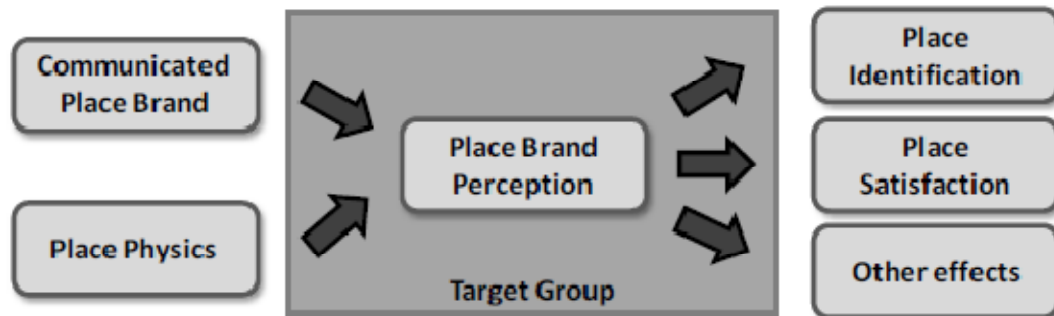 Communicated
Place Brand
Place Physics
Place Brand
Perception
Target Group
Place
Identification
Place
Satisfaction
Other effects